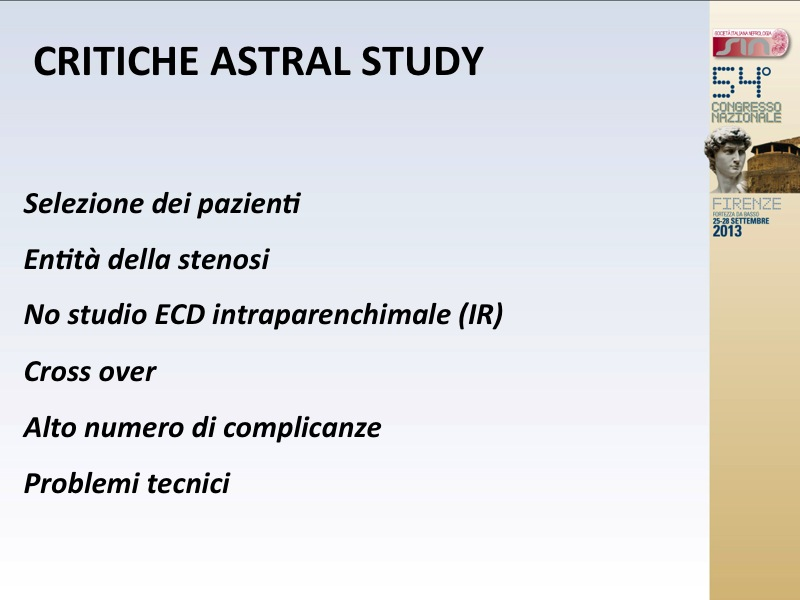 CRITICHE ASTRAL STUDY
Selezione dei pazienti
Entità della stenosi
No studio ECD intraparenchimale (IR)
Cross over
Alto numero di complicanze
Problemi tecnici
SOCIETÀ ITALIANA NEFROLOGIA
sin
54°
CONGRESSO
NAZIONALE
FIRENZE
FORTEZZA DA BASSO
25-28 SETTEMBRE
2013